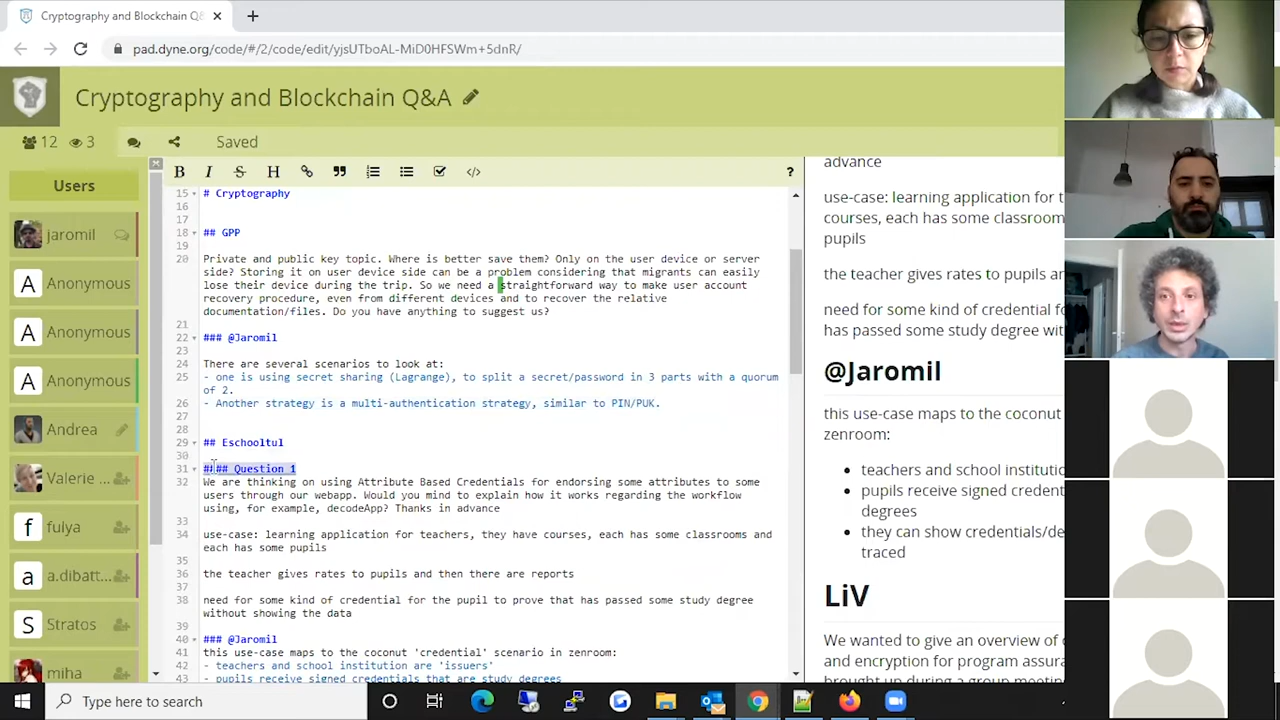 Cryptography and Blockchain Q&
pad.dyne.org/code/#/2/code/edit/yjsUTboAL-MiD0HFSWm+5dnR/
Cryptography and Blockchain Q&A
12
3
Saved
Users
jaromil
A Anonymous
A Anonymous
A Anonymous
Andrea
Valerie ...
f fulya
a a.dibatt...
S Stratos
miha
B I S H </> ?
15 # Cryptography
16
17
18 ## GPP
19
20 Private and public key topic. Where is better save them? Only on the user device or server
side? Storing it on user device side can be a problem considering that migrants can easily
lose their device during the trip. So we need a straightforward way to make user account
recovery procedure, even from different devices and to recover the relative
documentation/files. Do you have anything to suggest us?
21
22 ### @Jaromil
23
24 There are several scenarios to look at:
25 - one is using secret sharing (Lagrange), to split a secret/password in 3 parts with a quorum
of 2.
26 - Another strategy is a multi-authentication strategy, similar to PIN/PUK.
27
28
29 ## Eschooltul
30
31 #### Question 1
32 We are thinking on using Attribute Based Credentials for endorsing some attributes to some
users through our webapp. Would you mind to explain how it works regarding the workflow
using, for example, decodeApp? Thanks in advance
33
34 use-case: learning application for teachers, they have courses, each has some classrooms and
each has some pupils
35
36 the teacher gives rates to pupils and then there are reports
37
38 need for some kind of credential for the pupil to prove that has passed some study degree
without showing the data
39
40 ### @Jaromil
41 this use-case maps to the coconut 'credential' scenario in zenroom:
42 - teachers and school institution are 'issuers'
43 - pupils receive signed credentials that are study degrees
advance
use-case: learning application for t
courses, each has some classroom
pupils
the teacher gives rates to pupils an
need for some kind of credential fo
has passed some study degree wit
@Jaromil
this use-case maps to the coconut
zenroom:
teachers and school institutio
pupils receive signed credent
degrees
they can show credentials/de
traced
LiV
We wanted to give an overview of
and encryption for program assura
brought up during a group meetin
Type here to search